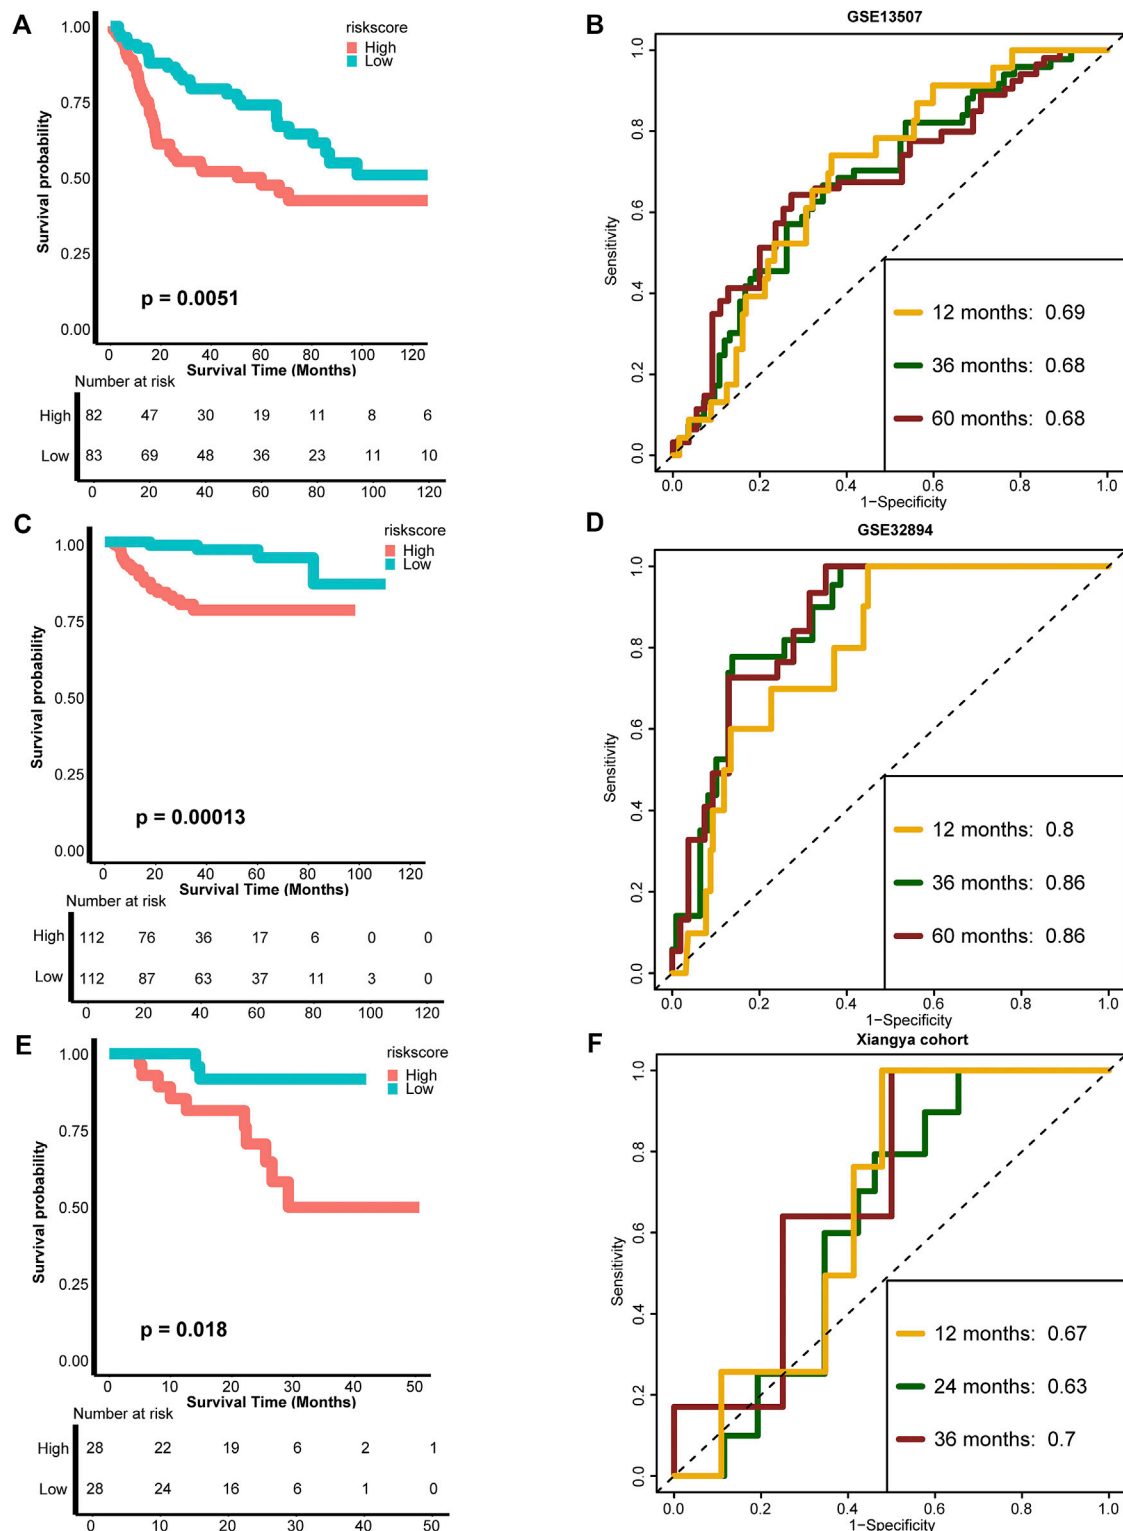 A
riskscore
High
Low
Survival probability
1.00
0.75
0.50
0.25
0.00
p = 0.0051
0 20 40 60 80 100 120
Survival Time (Months)
Number at risk
High 82 47 30 19 11 8 6
Low 83 69 48 36 23 11 10
0 20 40 60 80 100 120
B
GSE13507
Sensitivity
1.0
0.8
0.6
0.4
0.2
0.0
12 months: 0.69
36 months: 0.68
60 months: 0.68
0.0 0.2 0.4 0.6 0.8 1.0
1−Specificity
C
riskscore
High
Low
Survival probability
1.00
0.75
0.50
0.25
0.00
p = 0.00013
0 20 40 60 80 100 120
Survival Time (Months)
Number at risk
High 112 76 36 17 6 0 0
Low 112 87 63 37 11 3 0
0 20 40 60 80 100 120
D
GSE32894
Sensitivity
1.0
0.8
0.6
0.4
0.2
0.0
12 months: 0.8
36 months: 0.86
60 months: 0.86
0.0 0.2 0.4 0.6 0.8 1.0
1−Specificity
E
riskscore
High
Low
Survival probability
1.00
0.75
0.50
0.25
0.00
p = 0.018
0 10 20 30 40 50
Survival Time (Months)
Number at risk
High 28 22 19 6 2 1
Low 28 24 16 6 1 0
0 10 20 30 40 50
F
Xiangya cohort
Sensitivity
1.0
0.8
0.6
0.4
0.2
0.0
12 months: 0.67
24 months: 0.63
36 months: 0.7
0.0 0.2 0.4 0.6 0.8 1.0
1−Specificity